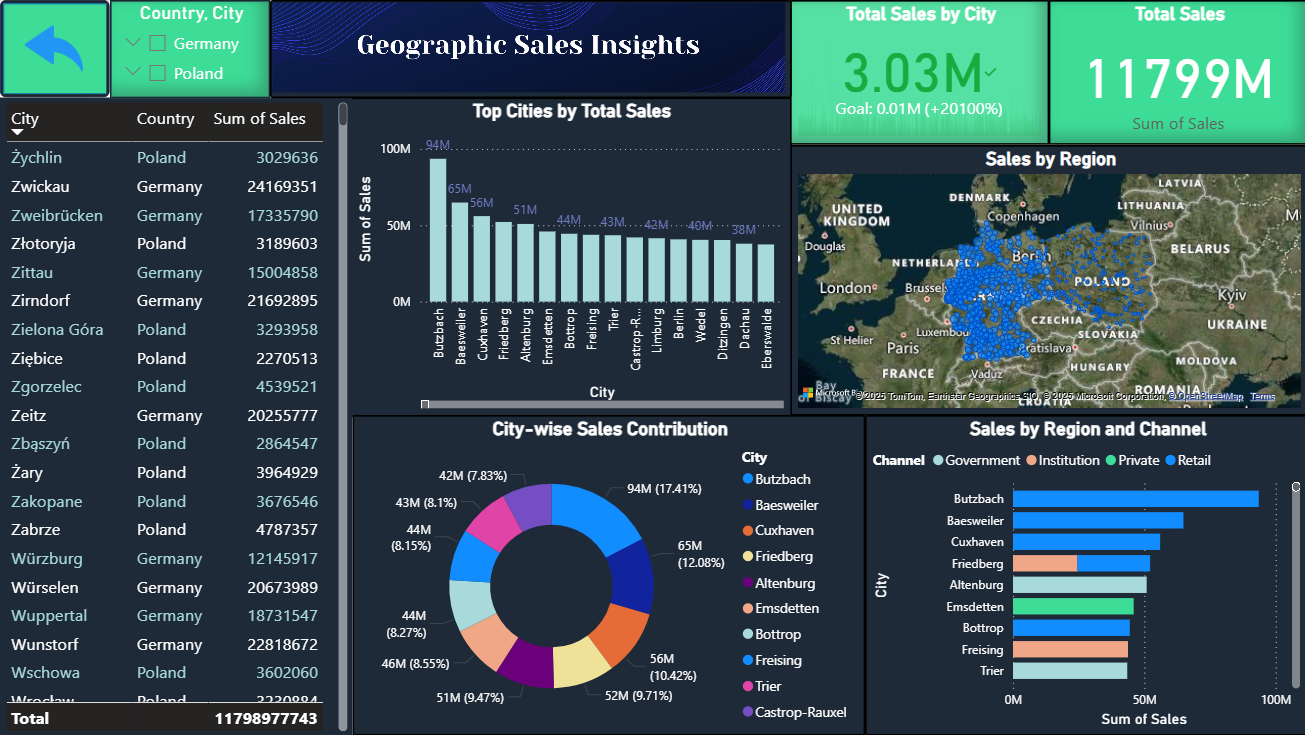 Country, City
Germany
Poland
Geographic Sales Insights
Total Sales by City
3.03M
Goal: 0.01M (+20100%)
Total Sales
11799M
Sum of Sales
City Country Sum of Sales
Żychlin Poland 3029636
Zwickau Germany 24169351
Zweibrücken Germany 17335790
Złotoryja Poland 3189603
Zittau Germany 15004858
Zirndorf Germany 21692895
Zielona Góra Poland 3293958
Ziębice Poland 2270513
Zgorzelec Poland 4539521
Zeitz Germany 20255777
Zbąszyń Poland 2864547
Żary Poland 3964929
Zakopane Poland 3676546
Zabrze Poland 4787357
Würzburg Germany 12145917
Würselen Germany 20673989
Wuppertal Germany 18731547
Wunstorf Germany 22818672
Wschowa Poland 3602060
Wrocław Poland 3230884
Total 11798977743
Top Cities by Total Sales
Sum of Sales
100M
50M
0M
94M
65M
56M
51M
44M
43M
42M
40M
38M
Butzbach
Baesweiler
Cuxhaven
Friedberg
Altenburg
Emsdetten
Bottrop
Freising
Trier
Castrop-R...
Limburg
Berlin
Wedel
Ditzingen
Dachau
Eberswalde
City
Sales by Region
LATVIA
DENMARK
LITHUANIA
UNITED
KINGDOM
Copenhagen
Vilnius
Douglas
BELARUS
NETHERLAND
Berlin
London
Brussels
POLAND
Kyiv
CZECHIA
UKRAINE
Luxembou
SLOVAKIA
St Helier
Paris
Bratislava
Vaduz
HUNGARY
MOLDOVA
FRANCE
ROMANIA
Bay
of Biscay
CROATIA
© 2025 TomTom, Earthstar Geographics SIO, © 2025 Microsoft Corporation, © OpenStreetMap Terms
City-wise Sales Contribution
94M (17.41%)
65M
(12.08%)
56M
(10.42%)
52M (9.71%)
51M (9.47%)
46M (8.55%)
44M
(8.27%)
44M
(8.15%)
43M (8.1%)
42M (7.83%)
City
Butzbach
Baesweiler
Cuxhaven
Friedberg
Altenburg
Emsdetten
Bottrop
Freising
Trier
Castrop-Rauxel
Sales by Region and Channel
Channel Government Institution Private Retail
City
Butzbach
Baesweiler
Cuxhaven
Friedberg
Altenburg
Emsdetten
Bottrop
Freising
Trier
0M 50M 100M
Sum of Sales